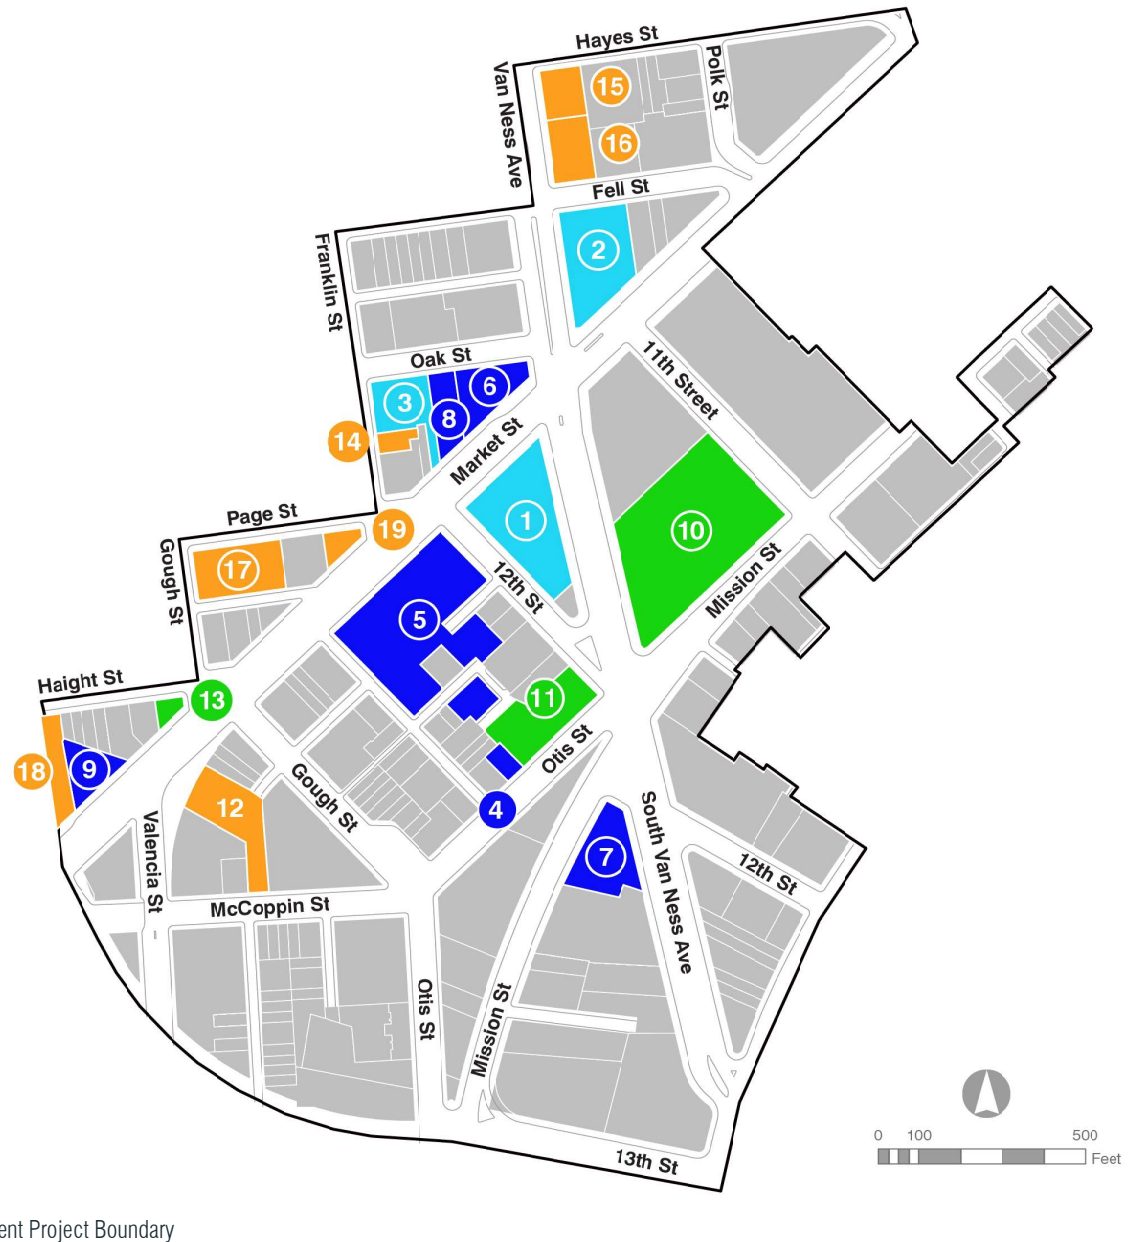 Hayes St
Polk St
Van Ness Ave
15
16
Fell St
2
Franklin St
Oak St
11th Street
3
6
8
14
Market St
Page St
19
1
10
Gough St
17
12th St
Mission St
5
Haight St
13
11
18
9
Otis St
Gough St
4
12
Valencia St
South Van Ness Ave
7
12th St
McCoppin St
Otis St
Mission St
13th St
0 100 500
Feet
ent Project Boundary